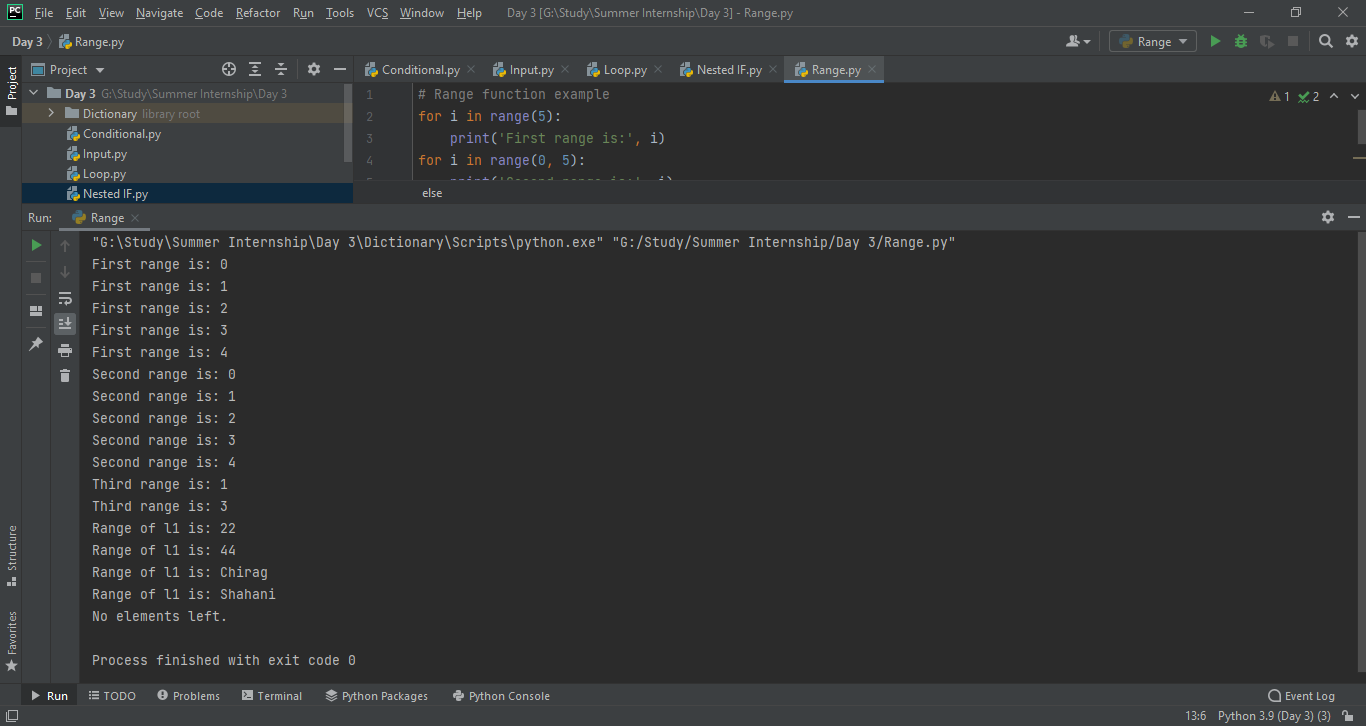 PC File Edit View Navigate Code Refactor Run Tools VCS Window Help Day 3 [G:\Study\Summer Internship\Day 3] - Range.py
Day 3 Range.py Range
Project
Project
Conditional.py Input.py Loop.py Nested IF.py Range.py
Day 3 G:\Study\Summer Internship\Day 3
Dictionary library root
Conditional.py
Input.py
Loop.py
Nested IF.py
1 # Range function example
2 for i in range(5):
3 print('First range is:', i)
4 for i in range(0, 5):
print('Second range is:', i)
1 2
else
Run: Range
"G:\Study\Summer Internship\Day 3\Dictionary\Scripts\python.exe" "G:/Study/Summer Internship/Day 3/Range.py"
First range is: 0
First range is: 1
First range is: 2
First range is: 3
First range is: 4
Second range is: 0
Second range is: 1
Second range is: 2
Second range is: 3
Second range is: 4
Third range is: 1
Third range is: 3
Range of l1 is: 22
Range of l1 is: 44
Range of l1 is: Chirag
Range of l1 is: Shahani
No elements left.
Process finished with exit code 0
Structure
Favorites
Run TODO Problems Terminal Python Packages Python Console Event Log
13:6 Python 3.9 (Day 3) (3)